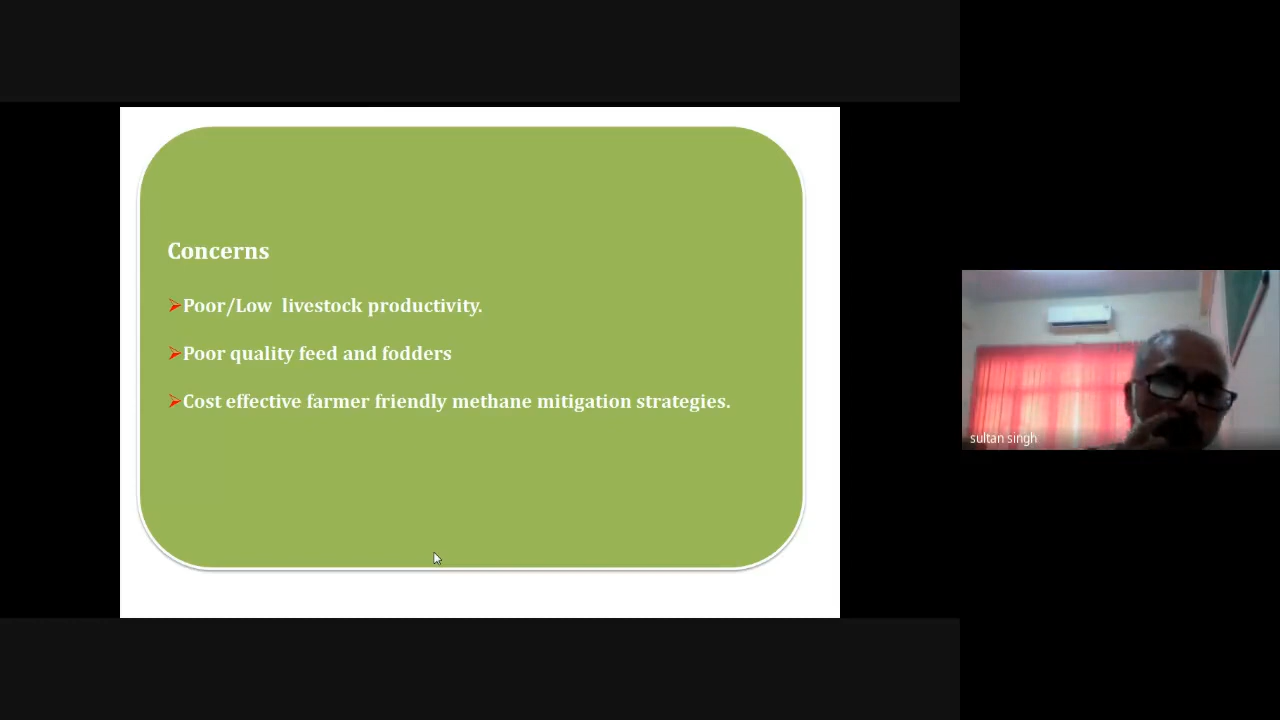 Concerns
➢Poor/Low livestock productivity.
➢Poor quality feed and fodders
➢Cost effective farmer friendly methane mitigation strategies.
sultan singh